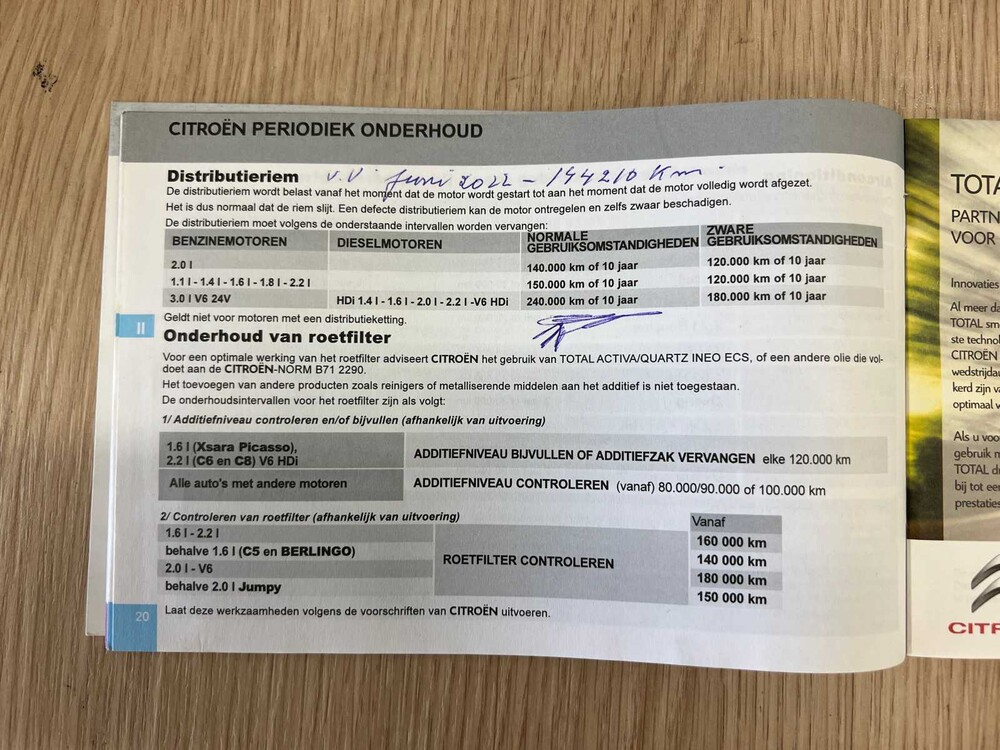 CITROËN PERIODIEK ONDERHOUD
Distributieriem v.v. Juni 2022 - 144210 Km
De distributieriem wordt belast vanaf het moment dat de motor wordt gestart tot aan het moment dat de motor volledig wordt afgezet.
Het is dus normaal dat de riem slijt. Een defecte distributieriem kan de motor ontregelen en zelfs zwaar beschadigen.
De distributieriem moet volgens de onderstaande intervallen worden vervangen:
BENZINEMOTOREN DIESELMOTOREN NORMALE GEBRUIKSOMSTANDIGHEDEN ZWARE GEBRUIKSOMSTANDIGHEDEN
2.0 l 140.000 km of 10 jaar 120.000 km of 10 jaar
1.1 l - 1.4 l - 1.6 l - 1.8 l - 2.2 l 150.000 km of 10 jaar 120.000 km of 10 jaar
3.0 l V6 24V HDi 1.4 l - 1.6 l - 2.0 l - 2.2 l -V6 HDi 240.000 km of 10 jaar 180.000 km of 10 jaar
Geldt niet voor motoren met een distributieketting.
II
Onderhoud van roetfilter
Voor een optimale werking van het roetfilter adviseert CITROËN het gebruik van TOTAL ACTIVA/QUARTZ INEO ECS, of een andere olie die vol-
doet aan de CITROËN-NORM B71 2290.
Het toevoegen van andere producten zoals reinigers of metalliserende middelen aan het additief is niet toegestaan.
De onderhoudsintervallen voor het roetfilter zijn als volgt:
1/ Additiefniveau controleren en/of bijvullen (afhankelijk van uitvoering)
1.6 l (Xsara Picasso),
2.2 l (C6 en C8) V6 HDi ADDITIEFNIVEAU BIJVULLEN OF ADDITIEFZAK VERVANGEN elke 120.000 km
Alle auto's met andere motoren ADDITIEFNIVEAU CONTROLEREN (vanaf) 80.000/90.000 of 100.000 km
2/ Controleren van roetfilter (afhankelijk van uitvoering)
Vanaf
1.6 l - 2.2 l 160 000 km
behalve 1.6 l (C5 en BERLINGO) 140 000 km
ROETFILTER CONTROLEREN
2.0 l - V6 180 000 km
behalve 2.0 l Jumpy 150 000 km
20
Laat deze werkzaamheden volgens de voorschriften van CITROËN uitvoeren.
VOOR
Innovaties
Al meer da
TOTAL sm
ste technol
CITROËN
wedstrijda
kerd zijn v
optimaal v
Als u voo
gebruik m
TOTAL d
bij tot ee
prestaties